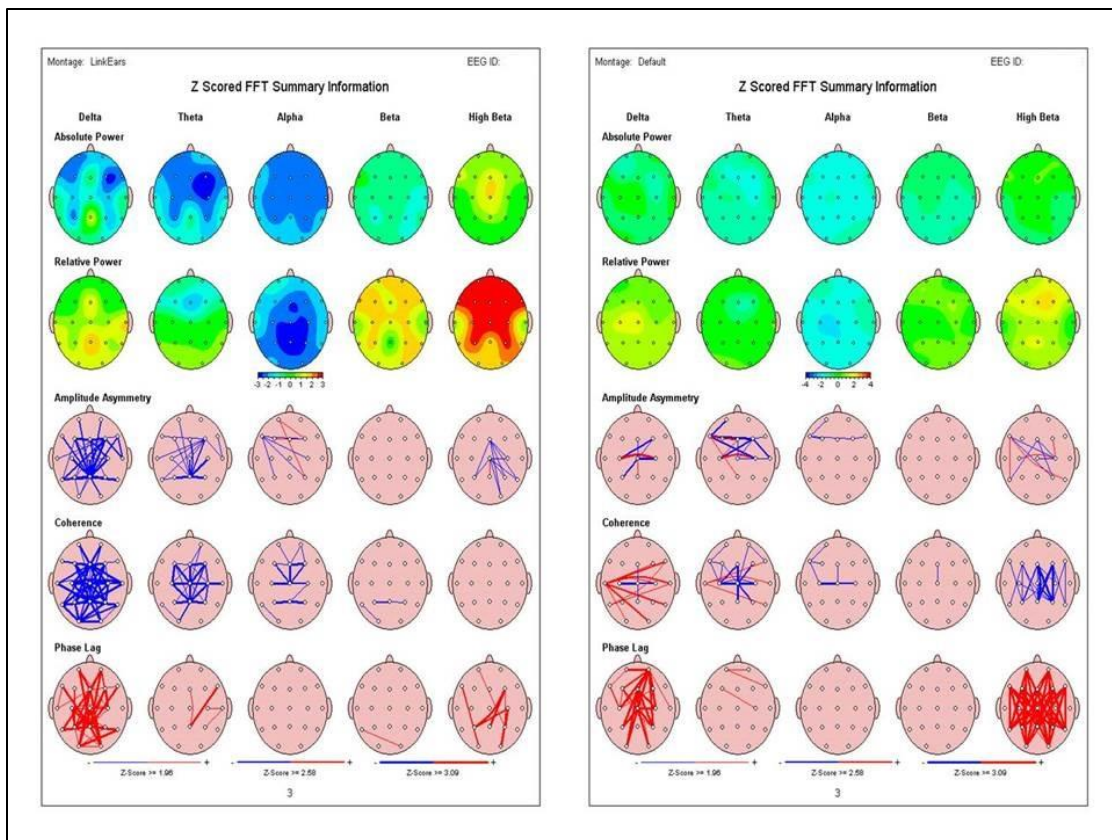 Montage: LinkEars EEG ID:
Z Scored FFT Summary Information
Delta Theta Alpha Beta High Beta
Absolute Power
Relative Power
-3 -2 -1 0 1 2 3
Amplitude Asymmetry
Coherence
Phase Lag
- + - + - +
Z-Score >= 1.96 Z-Score >= 2.58 Z-Score >= 3.09
3
Montage: Default EEG ID:
Z Scored FFT Summary Information
Delta Theta Alpha Beta High Beta
Absolute Power
Relative Power
-4 -2 0 2 4
Amplitude Asymmetry
Coherence
Phase Lag
- + - + - +
Z-Score >= 1.96 Z-Score >= 2.58 Z-Score >= 3.09
3